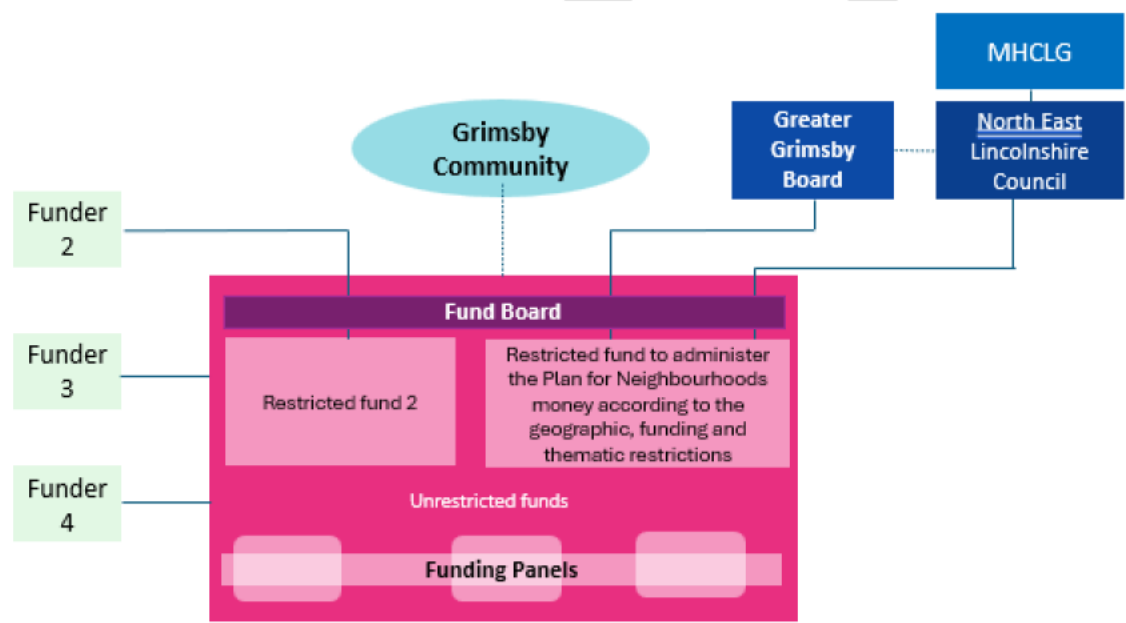 MHCLG
Grimsby
Community
Greater
Grimsby
Board
North East
Lincolnshire
Council
Funder
2
Fund Board
Funder
3
Restricted fund 2
Restricted fund to administer
the Plan for Neighbourhoods
money according to the
geographic, funding and
thematic restrictions
Funder
4
Unrestricted funds
Funding Panels